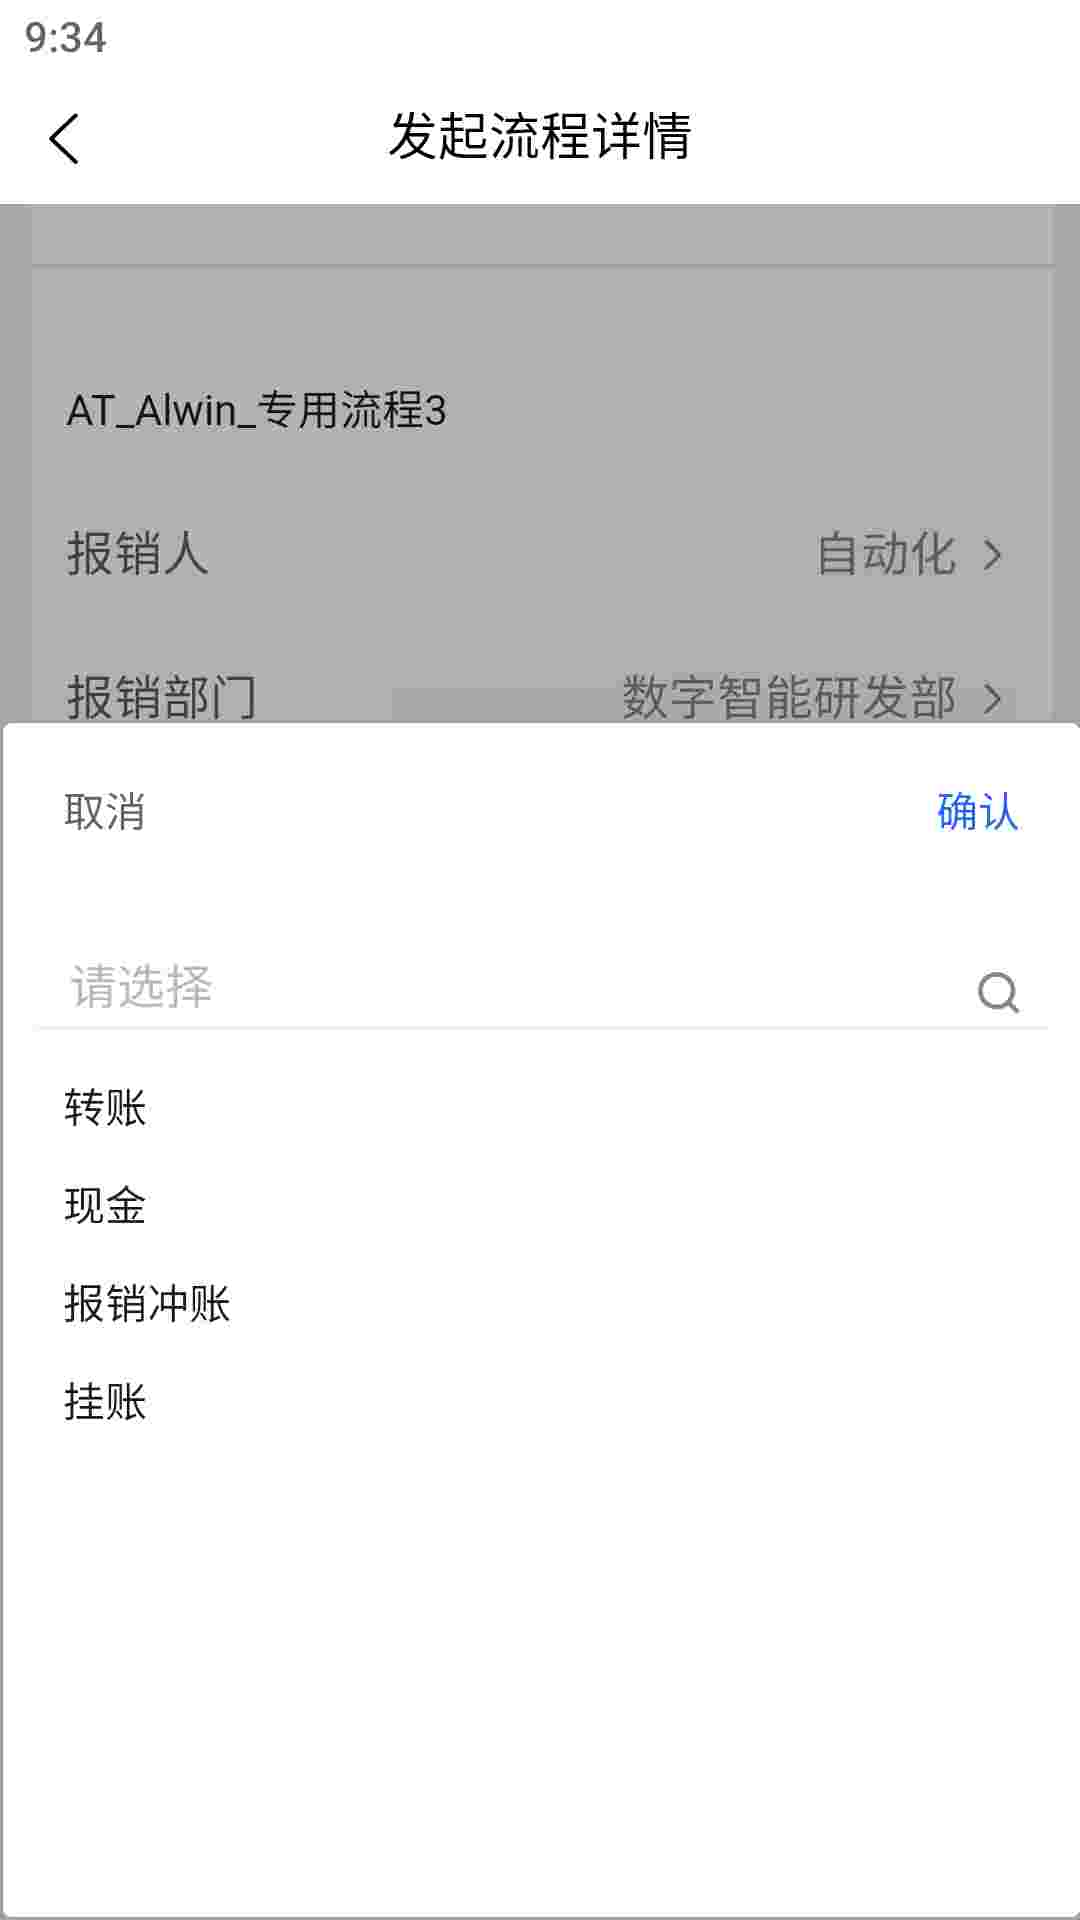 9:34
发起流程详情
AT_Alwin_专用流程3
报销人 自动化
报销部门 数字智能研发部
取消 确认
请选择
转账
现金
报销冲账
挂账